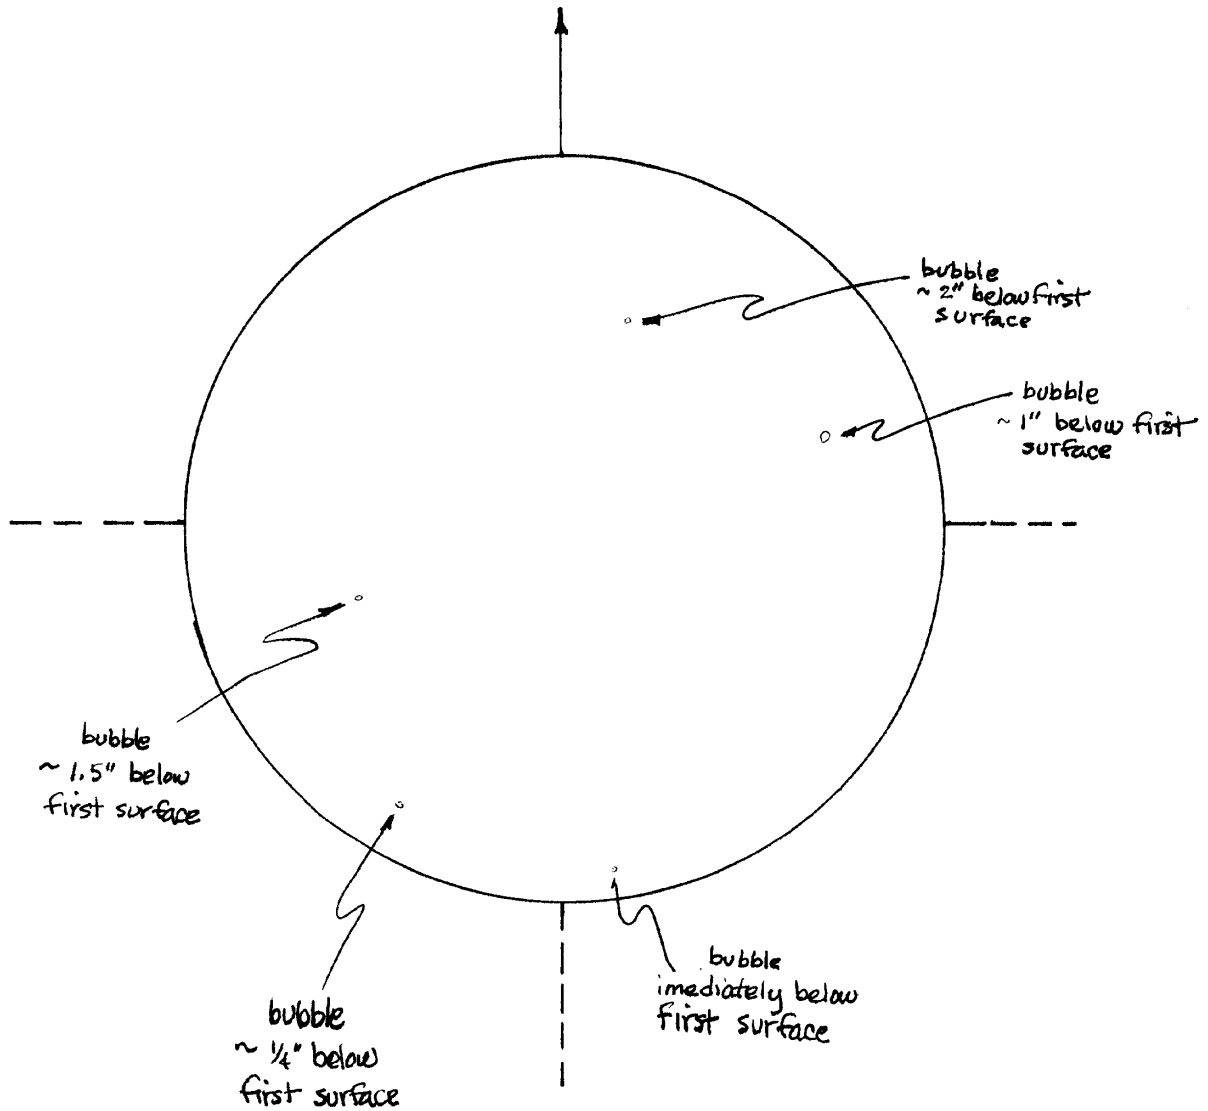 bubble
~ 2" below first
surface
bubble
~ 1" below first
surface
bubble
~ 1.5" below
first surface
bubble
imediately below
first surface
bubble
~ 1/4" below
first surface